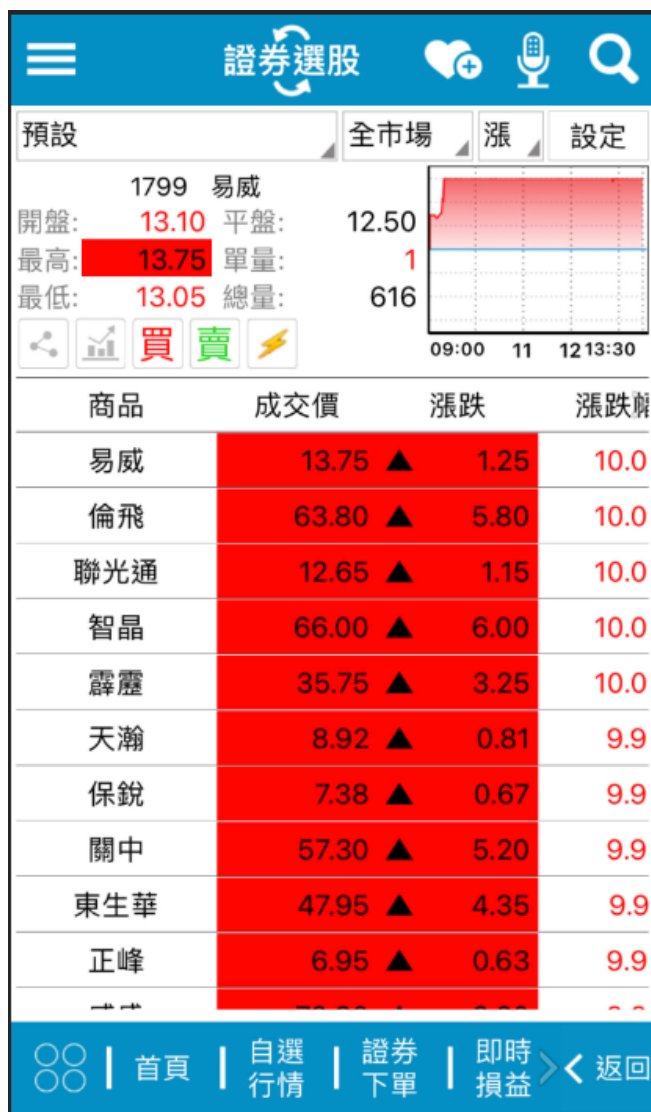 證券選股
預設 全市場 漲 設定
1799 易威
開盤: 13.10 平盤: 12.50
最高: 13.75 單量: 1
最低: 13.05 總量: 616
買 賣
09:00 11 12 13:30
商品 成交價 漲跌 漲跌幅
易威 13.75 ▲ 1.25 10.0
倫飛 63.80 ▲ 5.80 10.0
聯光通 12.65 ▲ 1.15 10.0
智晶 66.00 ▲ 6.00 10.0
霹靂 35.75 ▲ 3.25 10.0
天瀚 8.92 ▲ 0.81 9.9
保銳 7.38 ▲ 0.67 9.9
關中 57.30 ▲ 5.20 9.9
東生華 47.95 ▲ 4.35 9.9
正峰 6.95 ▲ 0.63 9.9
首頁 自選行情 證券下單 即時損益 返回